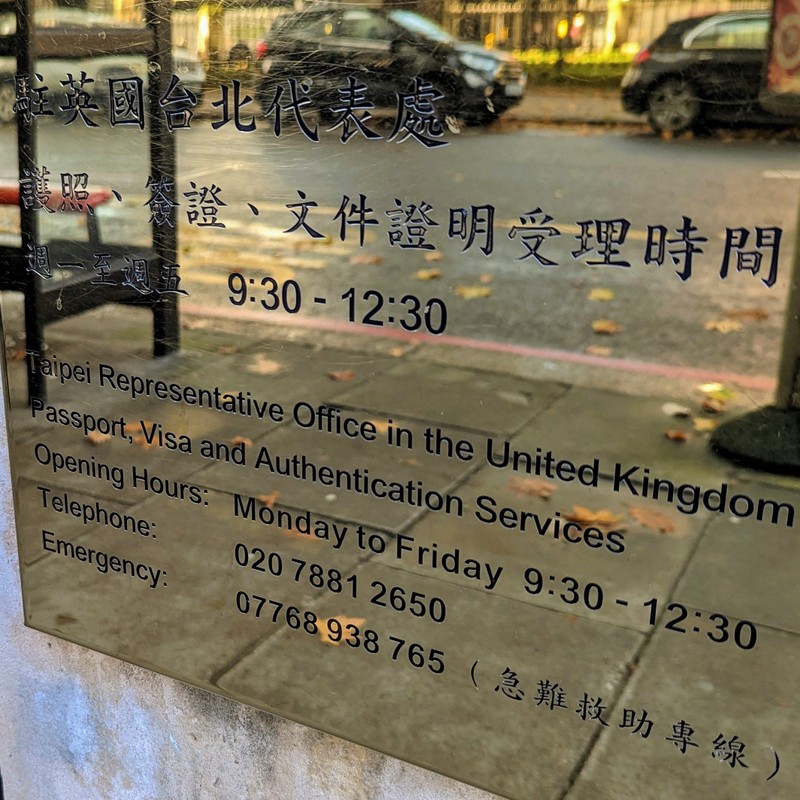 駐英國台北代表處
護照、簽證、文件證明受理時間
週一至週五 9:30 - 12:30
Taipei Representative Office in the United Kingdom
Passport, Visa and Authentication Services
Opening Hours: Monday to Friday 9:30 - 12:30
Telephone: 020 7881 2650
Emergency: 07768 938 765 (急難救助專線)